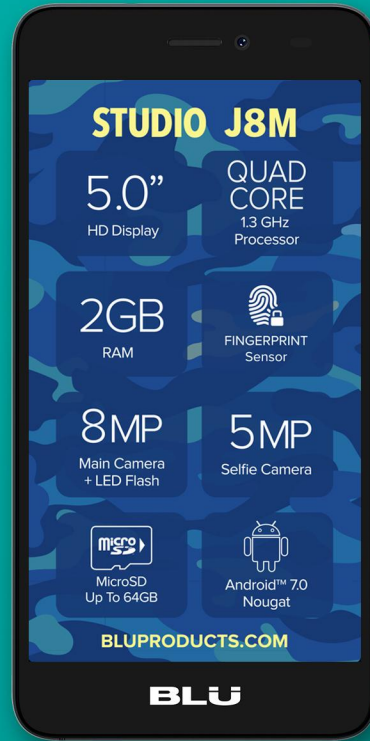 STUDIO J8M
5.0”
HD Display
QUAD
CORE
1.3 GHz
Processor
2GB
RAM
FINGERPRINT
Sensor
8MP
Main Camera
+ LED Flash
5MP
Selfie Camera
micro
SD
MicroSD
Up To 64GB
Android™ 7.0
Nougat
BLUPRODUCTS.COM
BLU